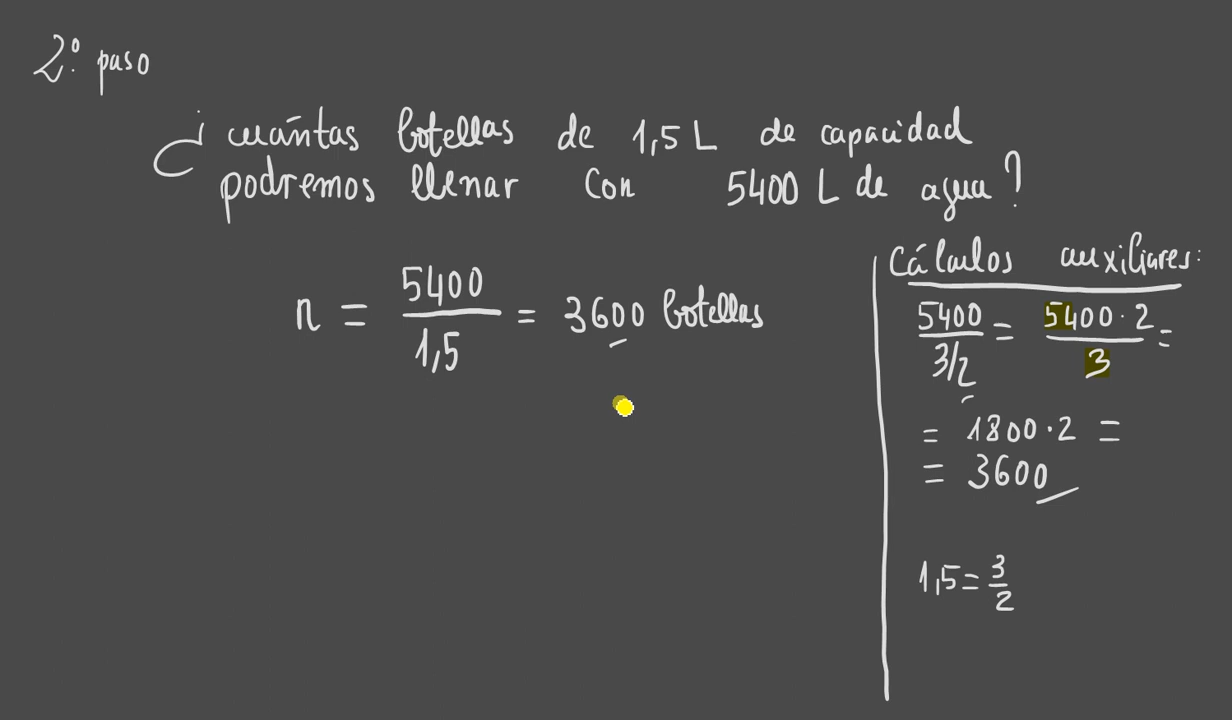 2.º paso
¿Cuántas botellas de 1,5 L de capacidad
podremos llenar con 5400 L de agua?
n = 5400/1,5 = 3600 botellas
Cálculos auxiliares:
5400/(3/2) = (5400·2)/3 =
= 1800·2 =
= 3600
1,5 = 3/2